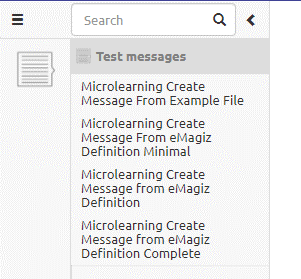 Search
Test messages
Microlearning Create
Message From Example File
Microlearning Create
Message From eMagiz
Definition Minimal
Microlearning Create
Message from eMagiz
Definition
Microlearning Create
Message from eMagiz
Definition Complete